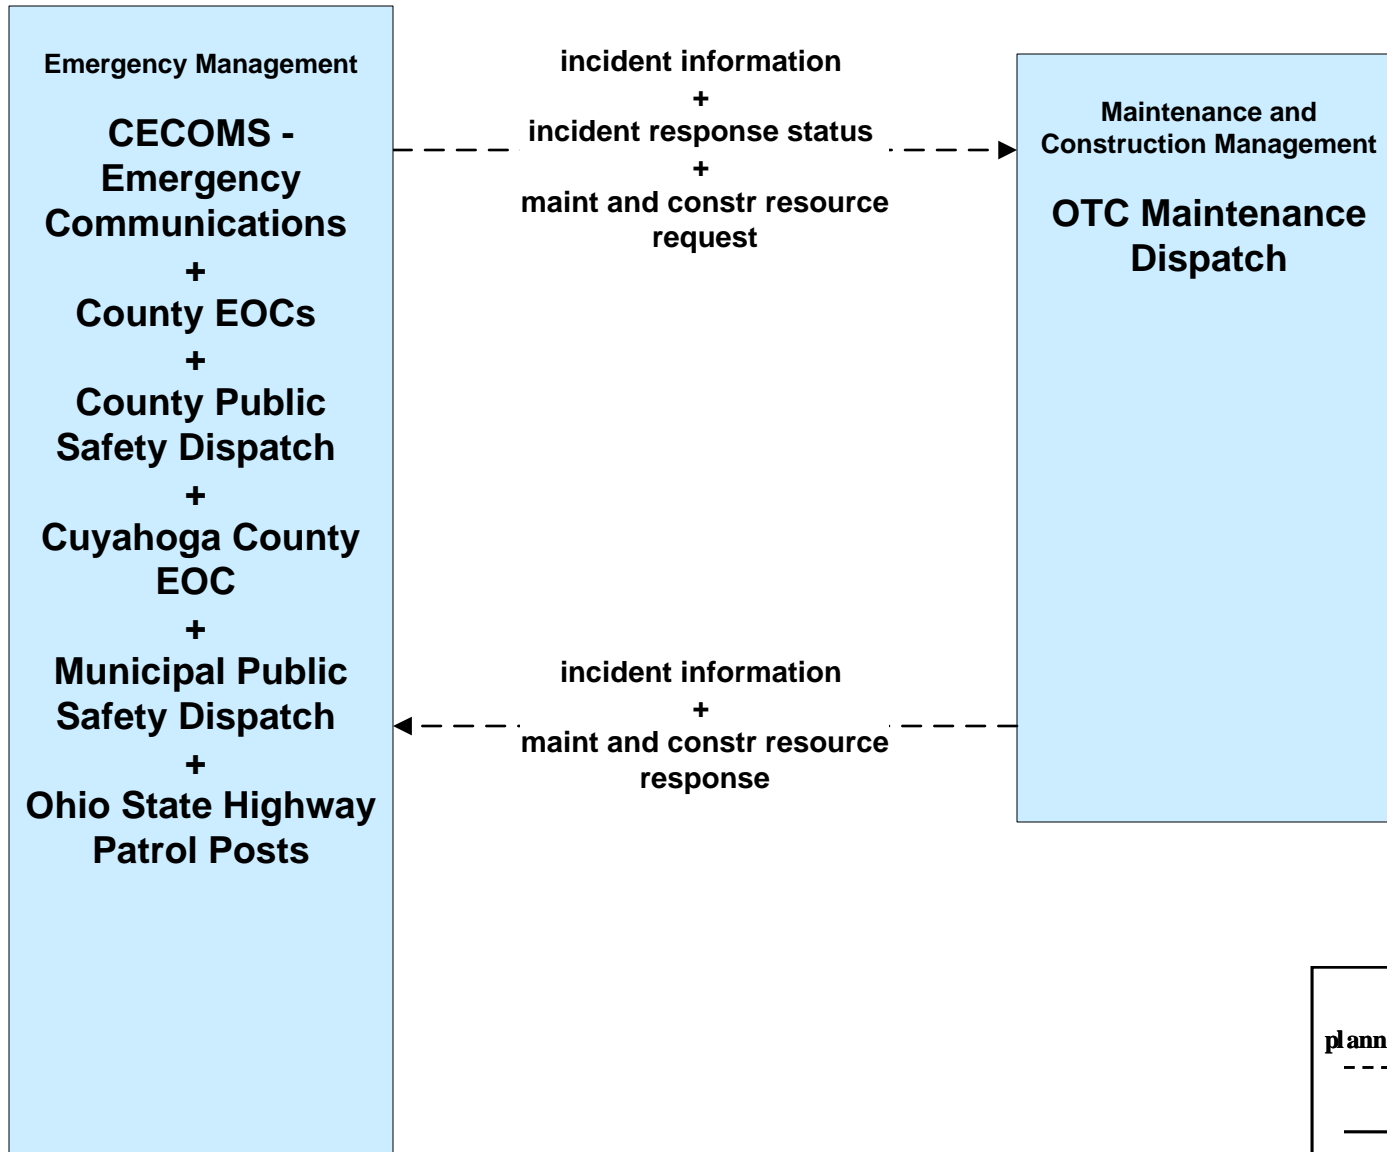 Emergency Management
CECOMS -
Emergency
Communications
+
County EOCs
+
County Public
Safety Dispatch
+
Cuyahoga County
EOC
+
Municipal Public
Safety Dispatch
+
Ohio State Highway
Patrol Posts
incident information
+
incident response status
+
maint and constr resource
request
incident information
+
maint and constr resource
response
Maintenance and
Construction Management
OTC Maintenance
Dispatch